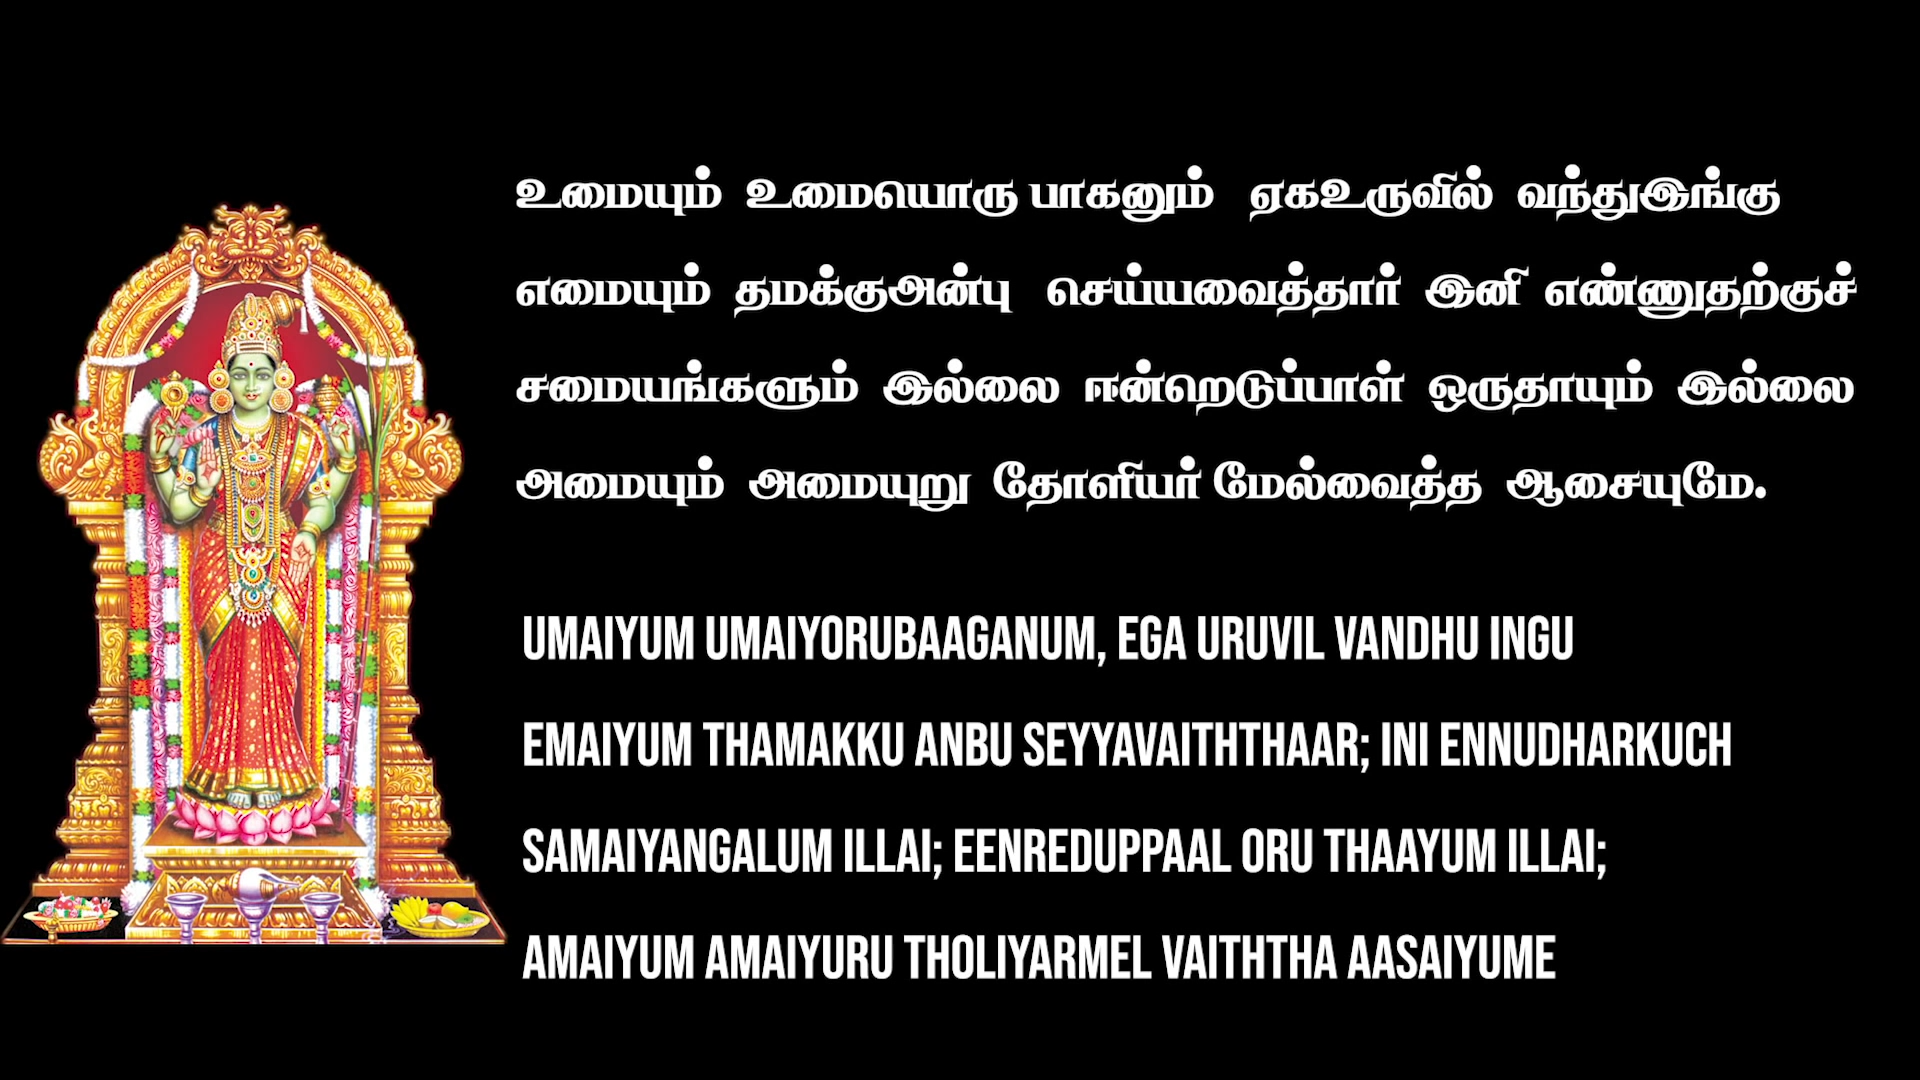 உமையும் உமையொரு பாகனும் ஏகஉருவில் வந்துஇங்கு
எமையும் தமக்குஅன்பு செய்யவைத்தார் இனி எண்ணுதற்குச்
சமையங்களும் இல்லை ஈன்றெடுப்பாள் ஒருதாயும் இல்லை
அமையும் அமையுறு தோளியர் மேல்வைத்த ஆசையுமே.
UMAIYUM UMAIYORUBAAGANUM, EGA URUVIL VANDHU INGU
EMAIYUM THAMAKKU ANBU SEYYAVAITHTHAAR; INI ENNUDHARKUCH
SAMAIYANGALUM ILLAI; EENREDUPPAAL ORU THAAYUM ILLAI;
AMAIYUM AMAIYURU THOLIYARMEL VAITHTHA AASAIYUME